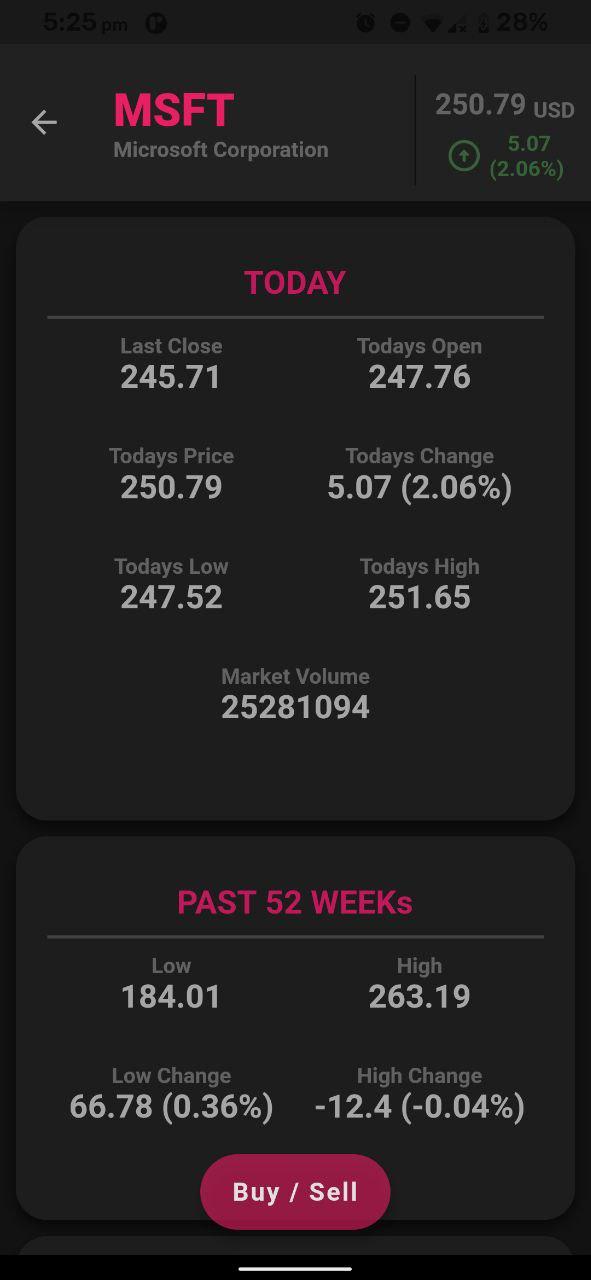 5:25 pm 28%
MSFT
Microsoft Corporation
250.79 USD
5.07
(2.06%)
TODAY
Last Close Todays Open
245.71 247.76
Todays Price Todays Change
250.79 5.07 (2.06%)
Todays Low Todays High
247.52 251.65
Market Volume
25281094
PAST 52 WEEKs
Low High
184.01 263.19
Low Change High Change
66.78 (0.36%) -12.4 (-0.04%)
Buy / Sell